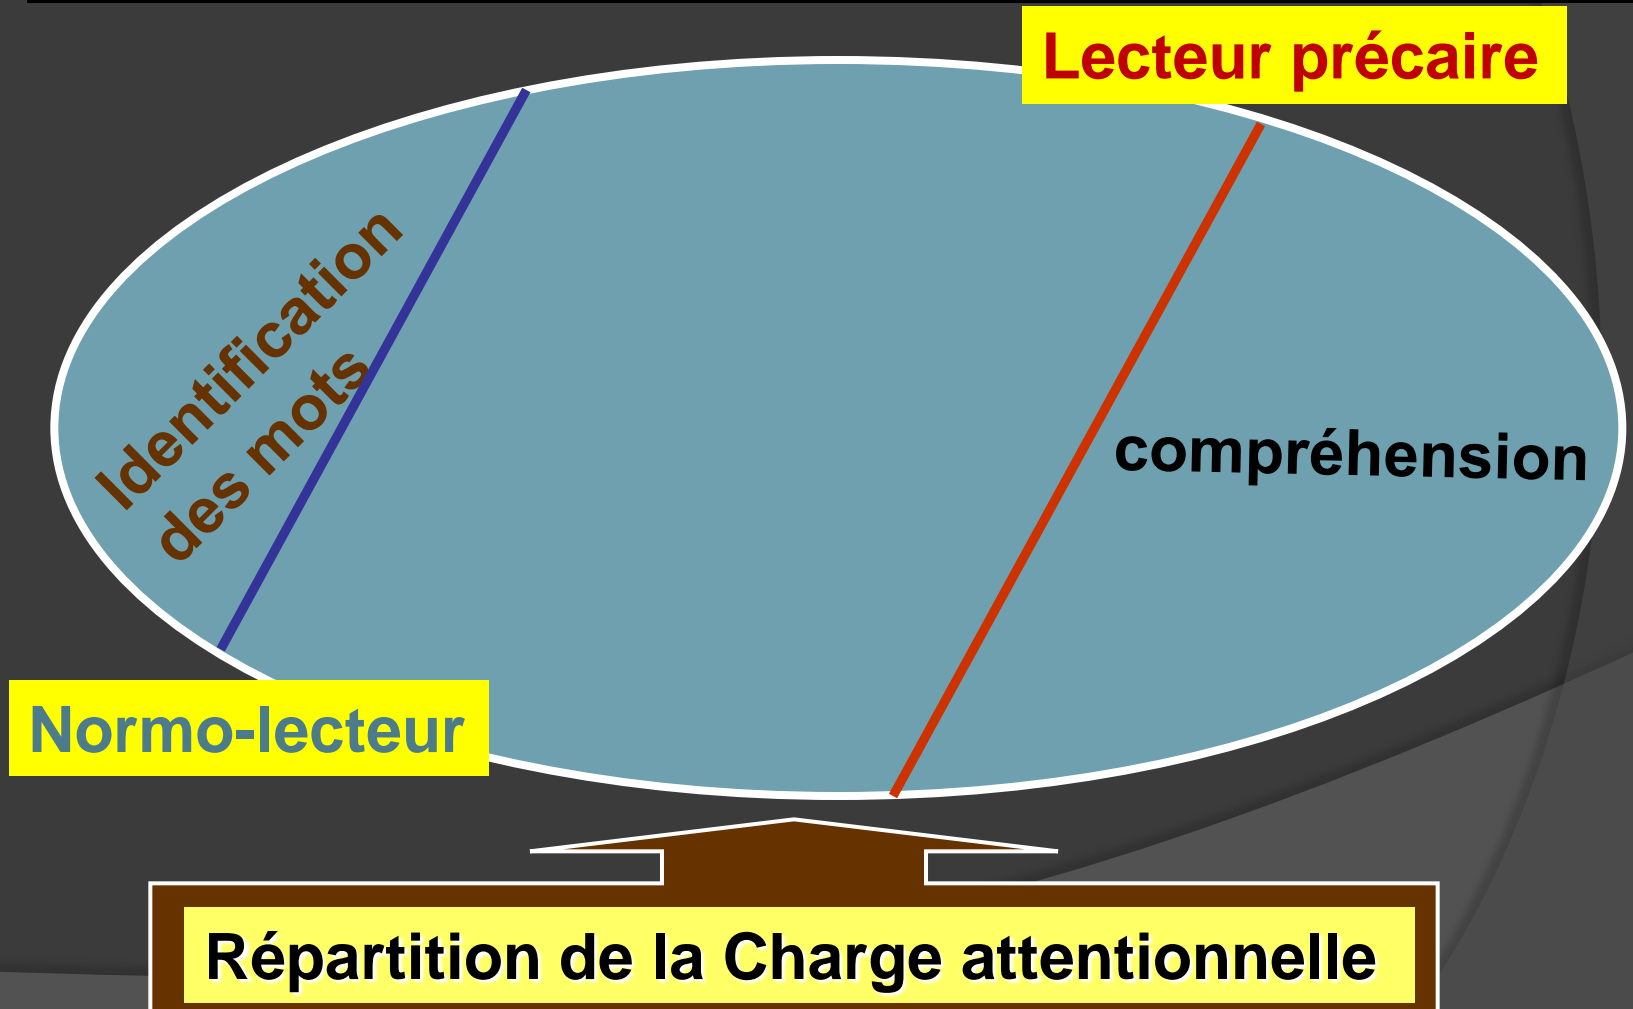 Lecteur précaire
Identification
des mots
compréhension
Normo-lecteur
Répartition de la Charge attentionnelle